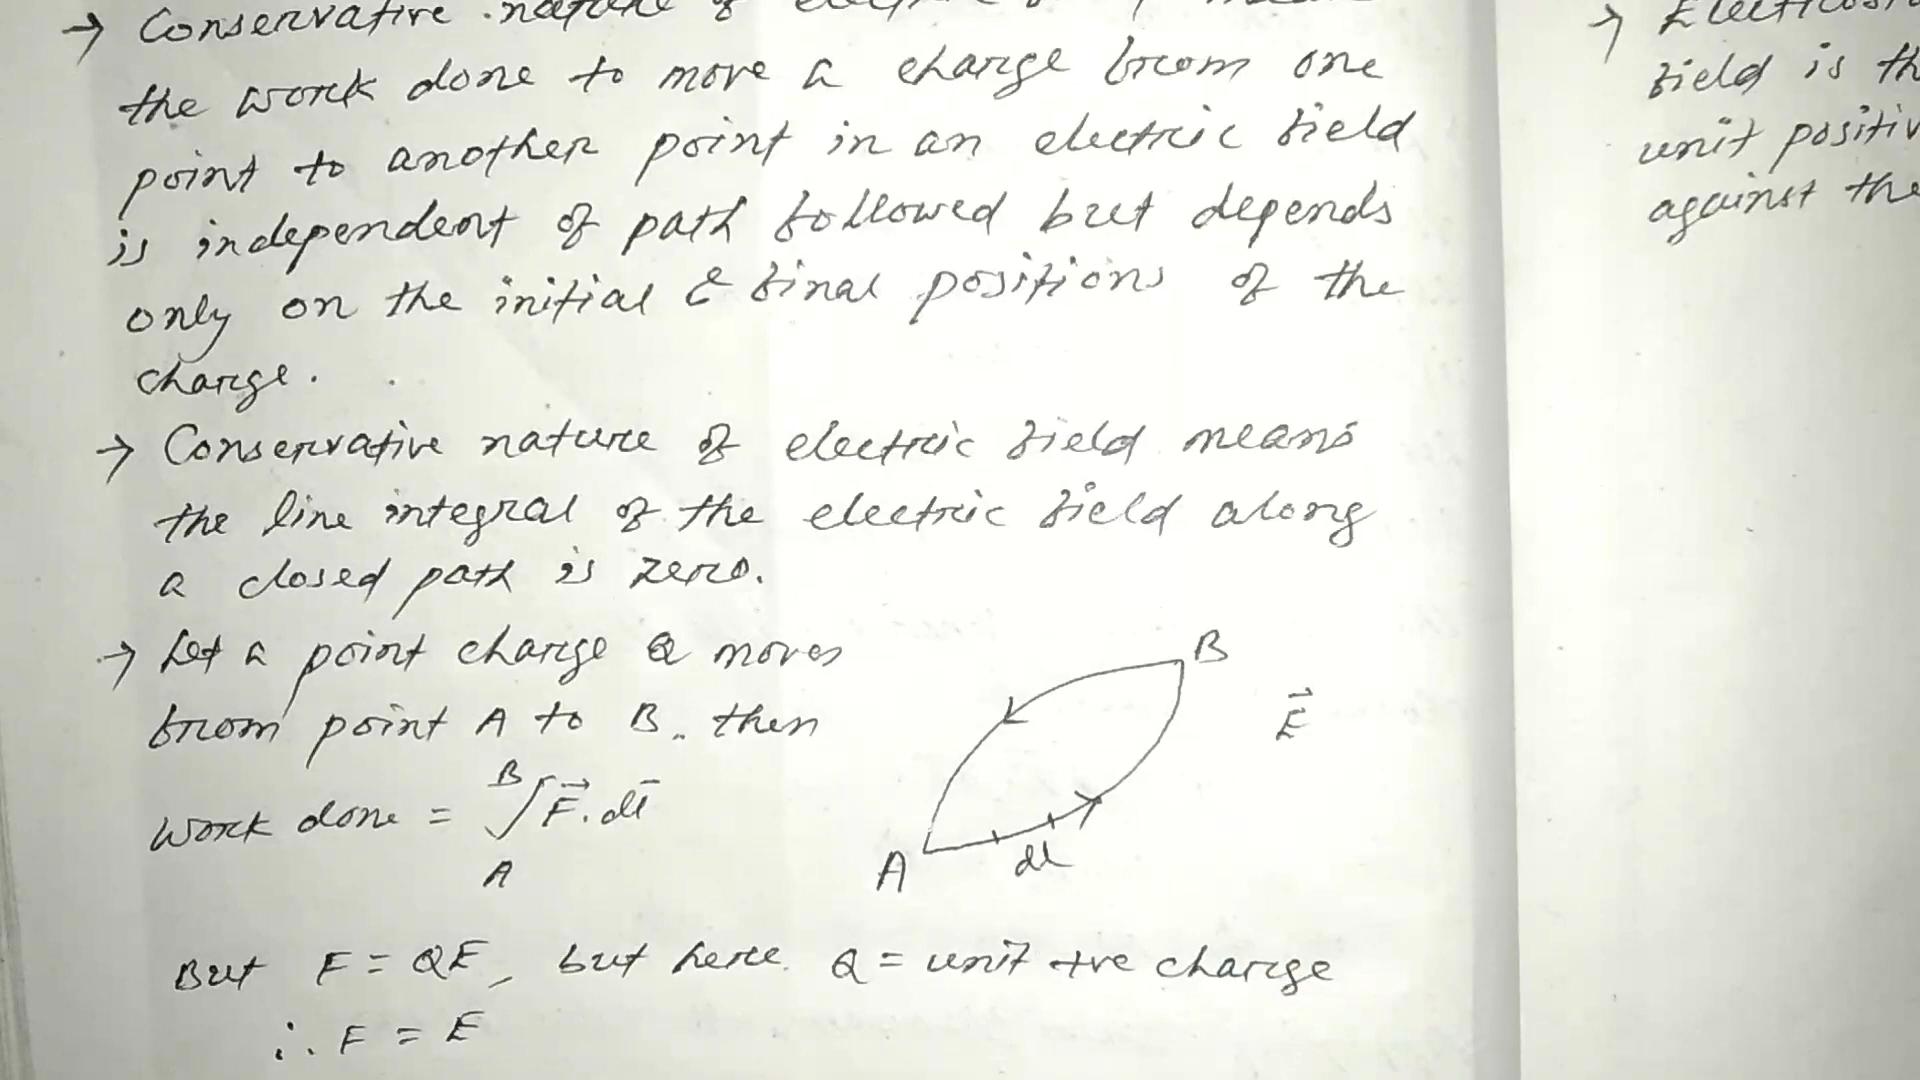 → Conservative nature of
the work done to move a charge from one
point to another point in an electric field
is independent of path followed but depends
only on the initial & final positions of the
charge.
→ Conservative nature of electric field means
the line integral of the electric field along
a closed path is zero.
→ Let a point charge Q moves
from point A to B. then
Work done = ∫_A^B F⃗.dl⃗
B
E⃗
A
dl
But F = QE, but here Q = unit +ve charge
∴ F = E
→
field is
unit
against the